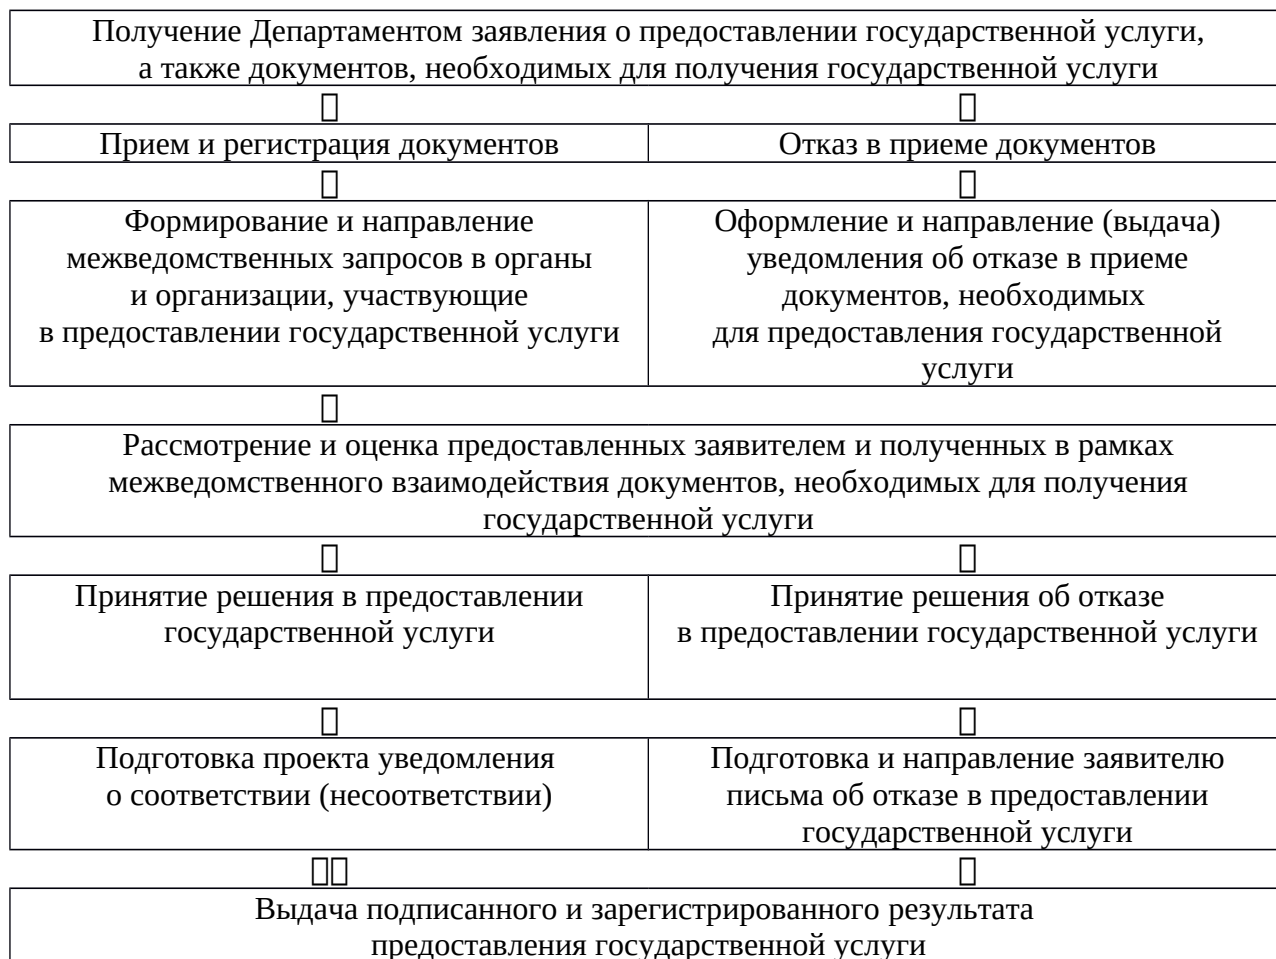 Получение Департаментом заявления о предоставлении государственной услуги,
а также документов, необходимых для получения государственной услуги
Прием и регистрация документов
Отказ в приеме документов
Формирование и направление
межведомственных запросов в органы
и организации, участвующие
в предоставлении государственной услуги
Оформление и направление (выдача)
уведомления об отказе в приеме
документов, необходимых
для предоставления государственной
услуги
Рассмотрение и оценка предоставленных заявителем и полученных в рамках
межведомственного взаимодействия документов, необходимых для получения
государственной услуги
Принятие решения в предоставлении
государственной услуги
Принятие решения об отказе
в предоставлении государственной услуги
Подготовка проекта уведомления
о соответствии (несоответствии)
Подготовка и направление заявителю
письма об отказе в предоставлении
государственной услуги
Выдача подписанного и зарегистрированного результата
предоставления государственной услуги